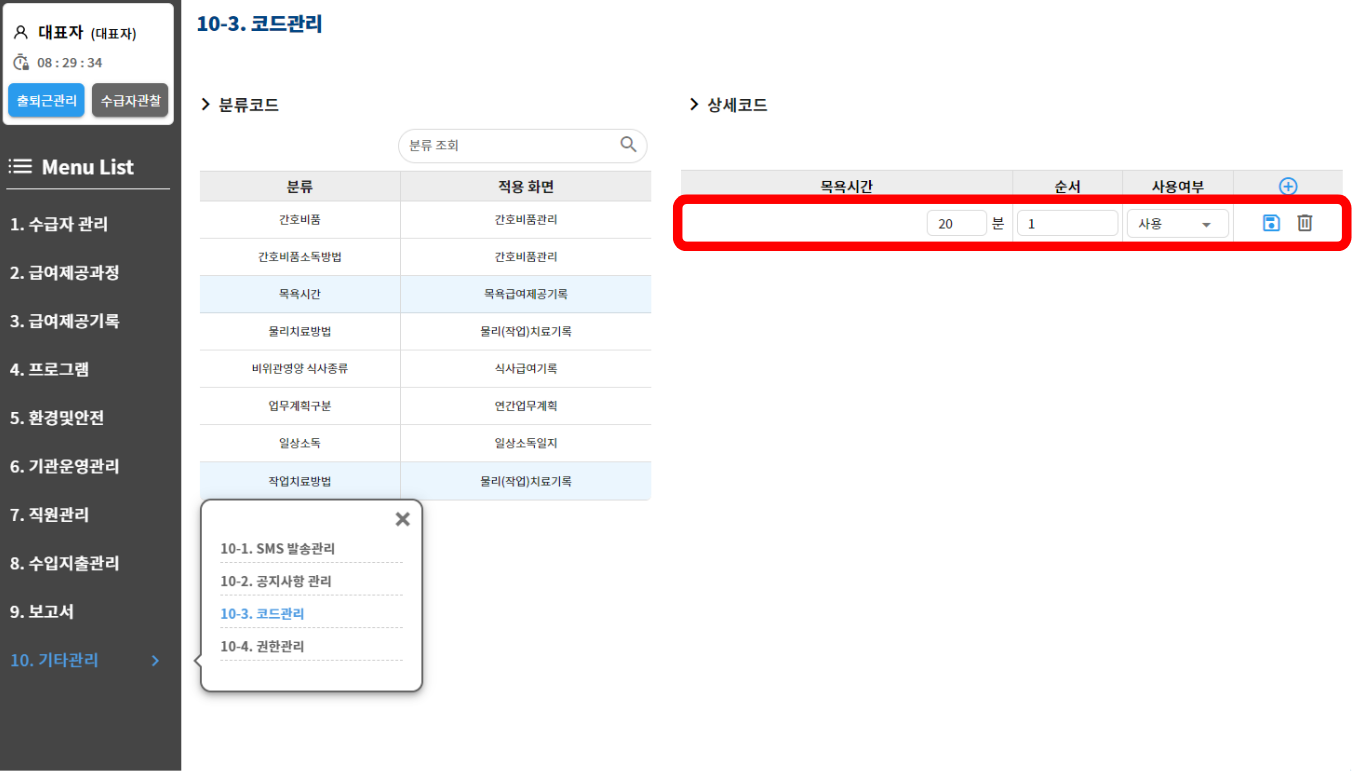 대표자 (대표자)
08 : 29 : 34
출퇴근관리 수급자관찰
Menu List
1. 수급자 관리
2. 급여제공과정
3. 급여제공기록
4. 프로그램
5. 환경및안전
6. 기관운영관리
7. 직원관리
8. 수입지출관리
9. 보고서
10. 기타관리
10-3. 코드관리
분류코드
분류 조회
분류 적용 화면
간호비품 간호비품관리
간호비품소독방법 간호비품관리
목욕시간 목욕급여제공기록
물리치료방법 물리(작업)치료기록
비위관영양 식사종류 식사급여기록
업무계획구분 연간업무계획
일상소독 일상소독일지
작업치료방법 물리(작업)치료기록
10-1. SMS 발송관리
10-2. 공지사항 관리
10-3. 코드관리
10-4. 권한관리
상세코드
목욕시간 순서 사용여부
20 분 1 사용